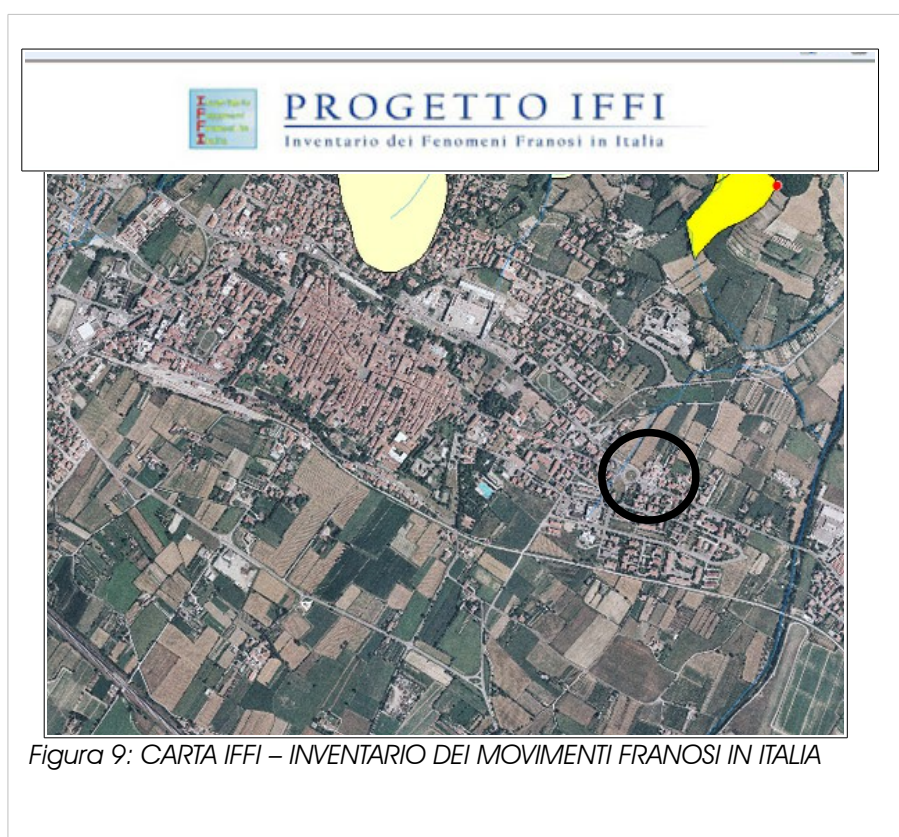 PROGETTO IFFI
Inventario dei Fenomeni Franosi in Italia
Figura 9: CARTA IFFI – INVENTARIO DEI MOVIMENTI FRANOSI IN ITALIA